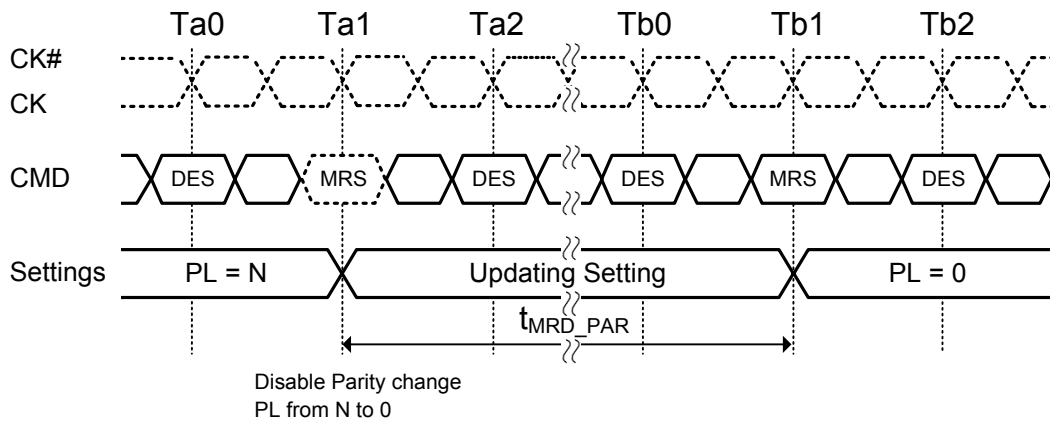 Ta0 Ta1 Ta2 Tb0 Tb1 Tb2
CK#
CK
CMD DES MRS DES DES MRS DES
Settings PL = N Updating Setting PL = 0
tMRD_PAR
Disable Parity change
PL from N to 0